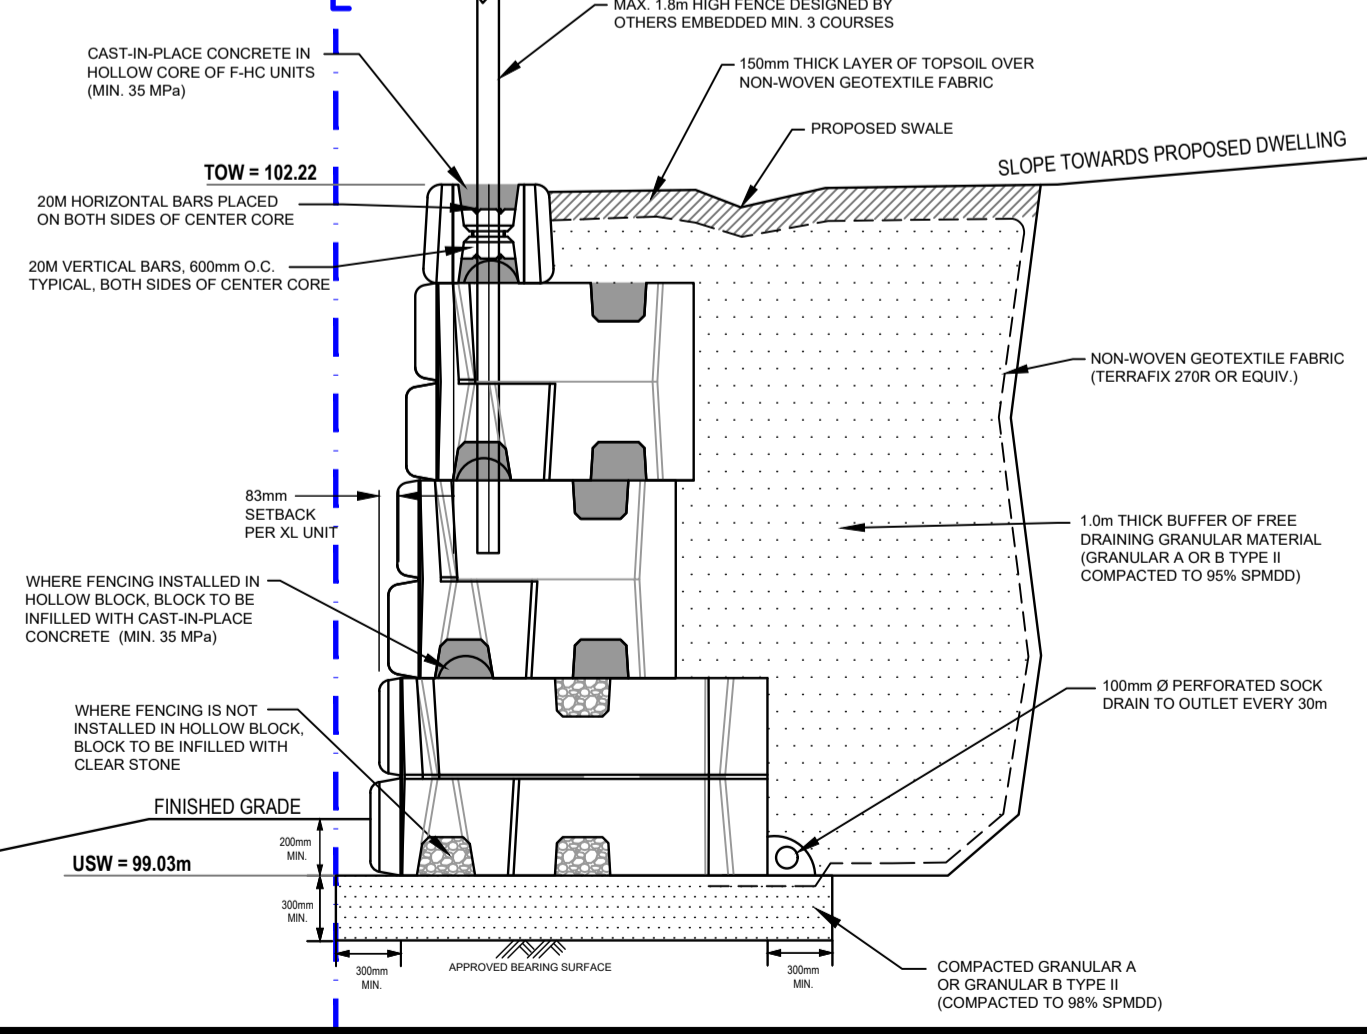 MAX. 1.8m HIGH FENCE DESIGNED BY
OTHERS EMBEDDED MIN. 3 COURSES
CAST-IN-PLACE CONCRETE IN
HOLLOW CORE OF F-HC UNITS
(MIN. 35 MPa)
150mm THICK LAYER OF TOPSOIL OVER
NON-WOVEN GEOTEXTILE FABRIC
PROPOSED SWALE
SLOPE TOWARDS PROPOSED DWELLING
TOW = 102.22
20M HORIZONTAL BARS PLACED
ON BOTH SIDES OF CENTER CORE
20M VERTICAL BARS, 600mm O.C.
TYPICAL, BOTH SIDES OF CENTER CORE
NON-WOVEN GEOTEXTILE FABRIC
(TERRAFIX 270R OR EQUIV.)
83mm
SETBACK
PER XL UNIT
1.0m THICK BUFFER OF FREE
DRAINING GRANULAR MATERIAL
(GRANULAR A OR B TYPE II
COMPACTED TO 95% SPMDD)
WHERE FENCING INSTALLED IN
HOLLOW BLOCK, BLOCK TO BE
INFILLED WITH CAST-IN-PLACE
CONCRETE (MIN. 35 MPa)
100mm Ø PERFORATED SOCK
DRAIN TO OUTLET EVERY 30m
WHERE FENCING IS NOT
INSTALLED IN HOLLOW BLOCK,
BLOCK TO BE INFILLED WITH
CLEAR STONE
FINISHED GRADE
200mm
MIN.
USW = 99.03m
300mm
MIN.
300mm
MIN.
APPROVED BEARING SURFACE
300mm
MIN.
COMPACTED GRANULAR A
OR GRANULAR B TYPE II
(COMPACTED TO 98% SPMDD)